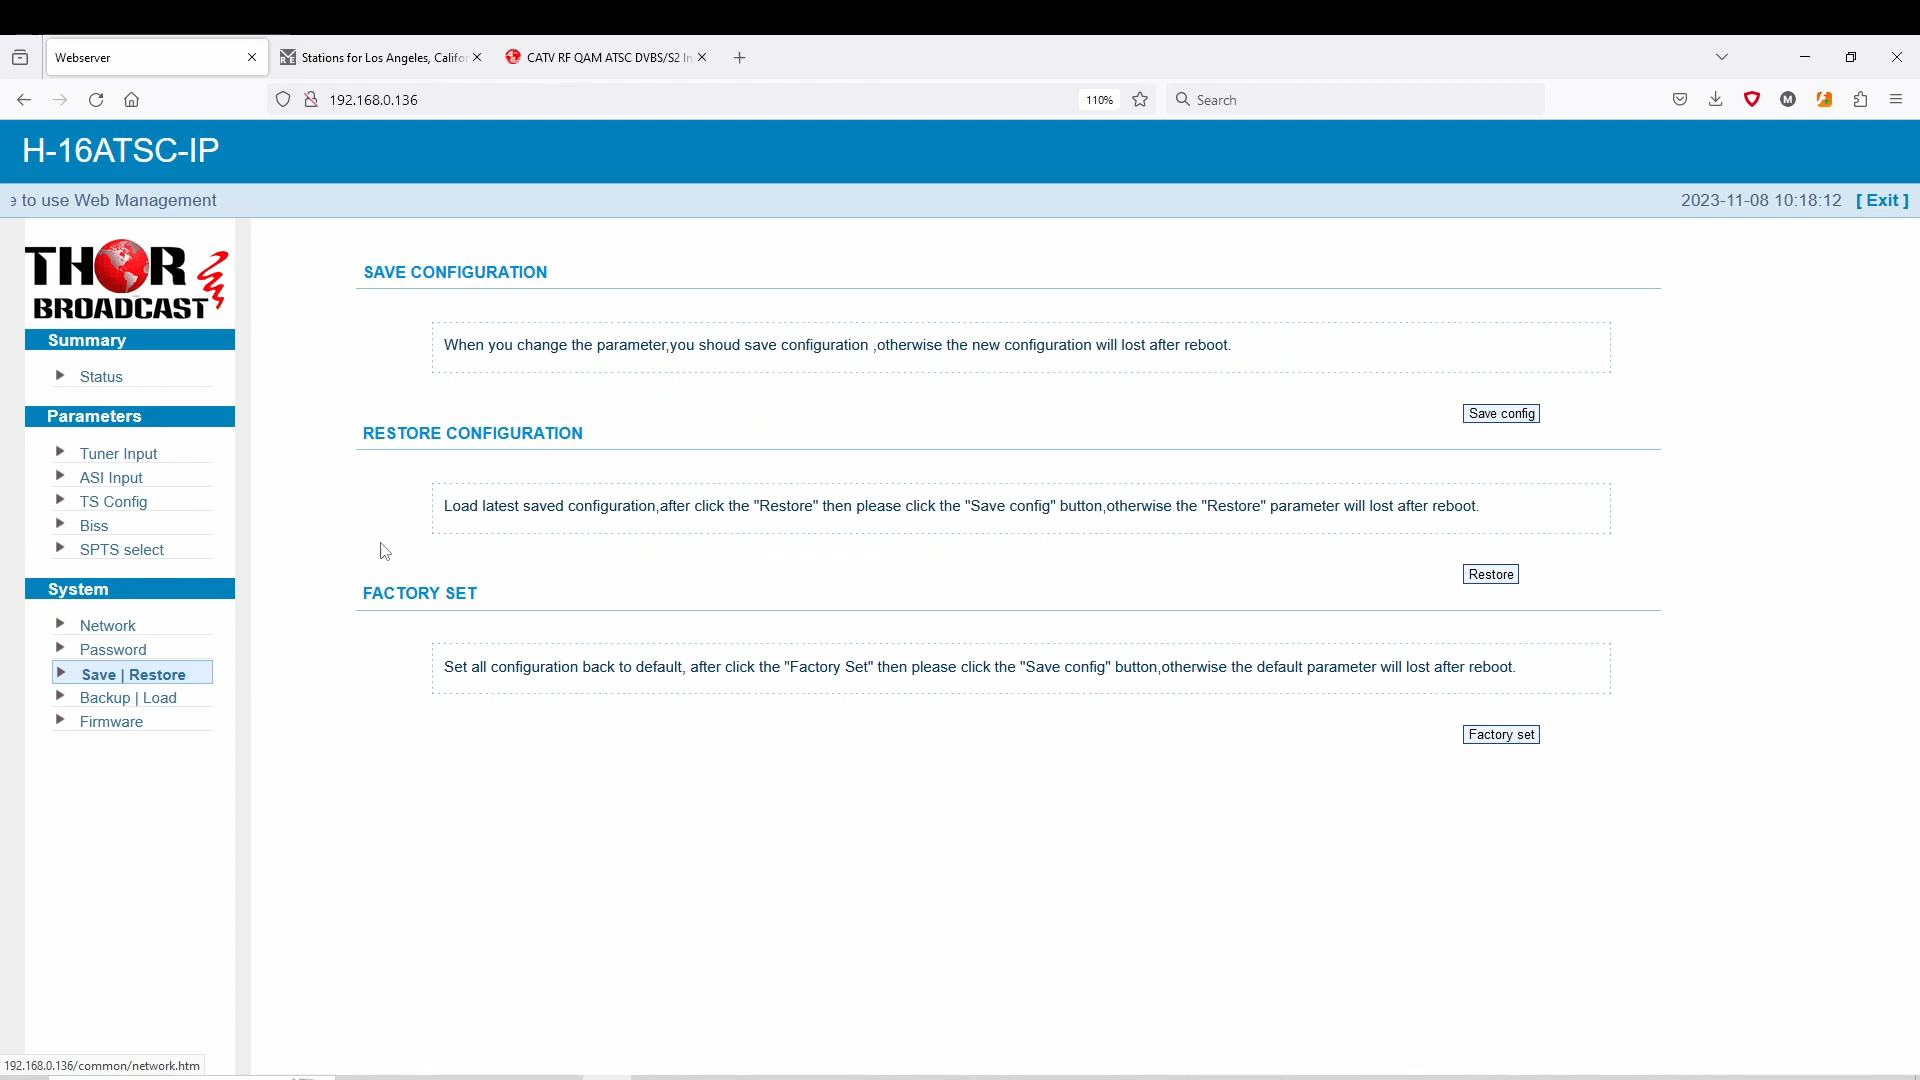 Webserver
Stations for Los Angeles, Califor
CATV RF QAM ATSC DVBS/S2 In
192.168.0.136
110%
Search
H-16ATSC-IP
e to use Web Management
2023-11-08 10:18:12 [ Exit ]
THOR
BROADCAST
Summary
Status
Parameters
Tuner Input
ASI Input
TS Config
Biss
SPTS select
System
Network
Password
Save | Restore
Backup | Load
Firmware
SAVE CONFIGURATION
When you change the parameter,you shoud save configuration ,otherwise the new configuration will lost after reboot.
Save config
RESTORE CONFIGURATION
Load latest saved configuration,after click the "Restore" then please click the "Save config" button,otherwise the "Restore" parameter will lost after reboot.
Restore
FACTORY SET
Set all configuration back to default, after click the "Factory Set" then please click the "Save config" button,otherwise the default parameter will lost after reboot.
Factory set
192.168.0.136/common/network.htm